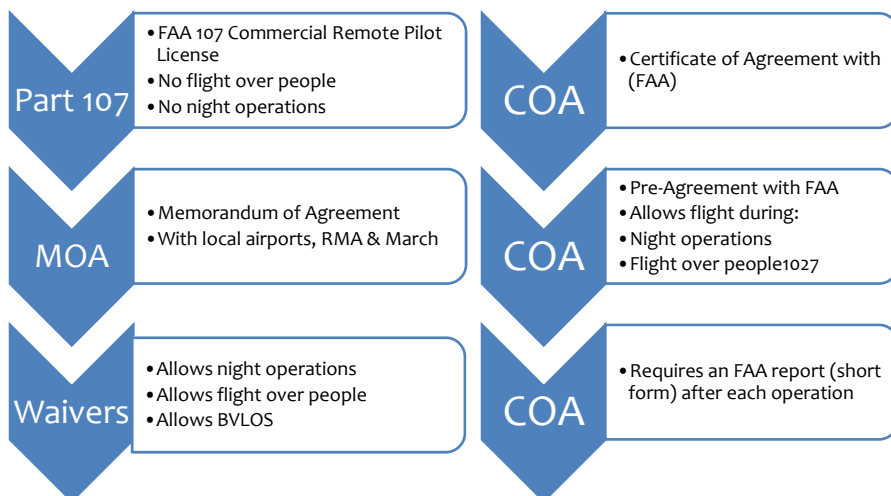 Part 107
• FAA 107 Commercial Remote Pilot
License
• No flight over people
• No night operations
MOA
• Memorandum of Agreement
• With local airports, RMA & March
Waivers
• Allows night operations
• Allows flight over people
• Allows BVLOS
COA
• Certificate of Agreement with
(FAA)
COA
• Pre-Agreement with FAA
• Allows flight during:
• Night operations
• Flight over people1027
COA
• Requires an FAA report (short
form) after each operation